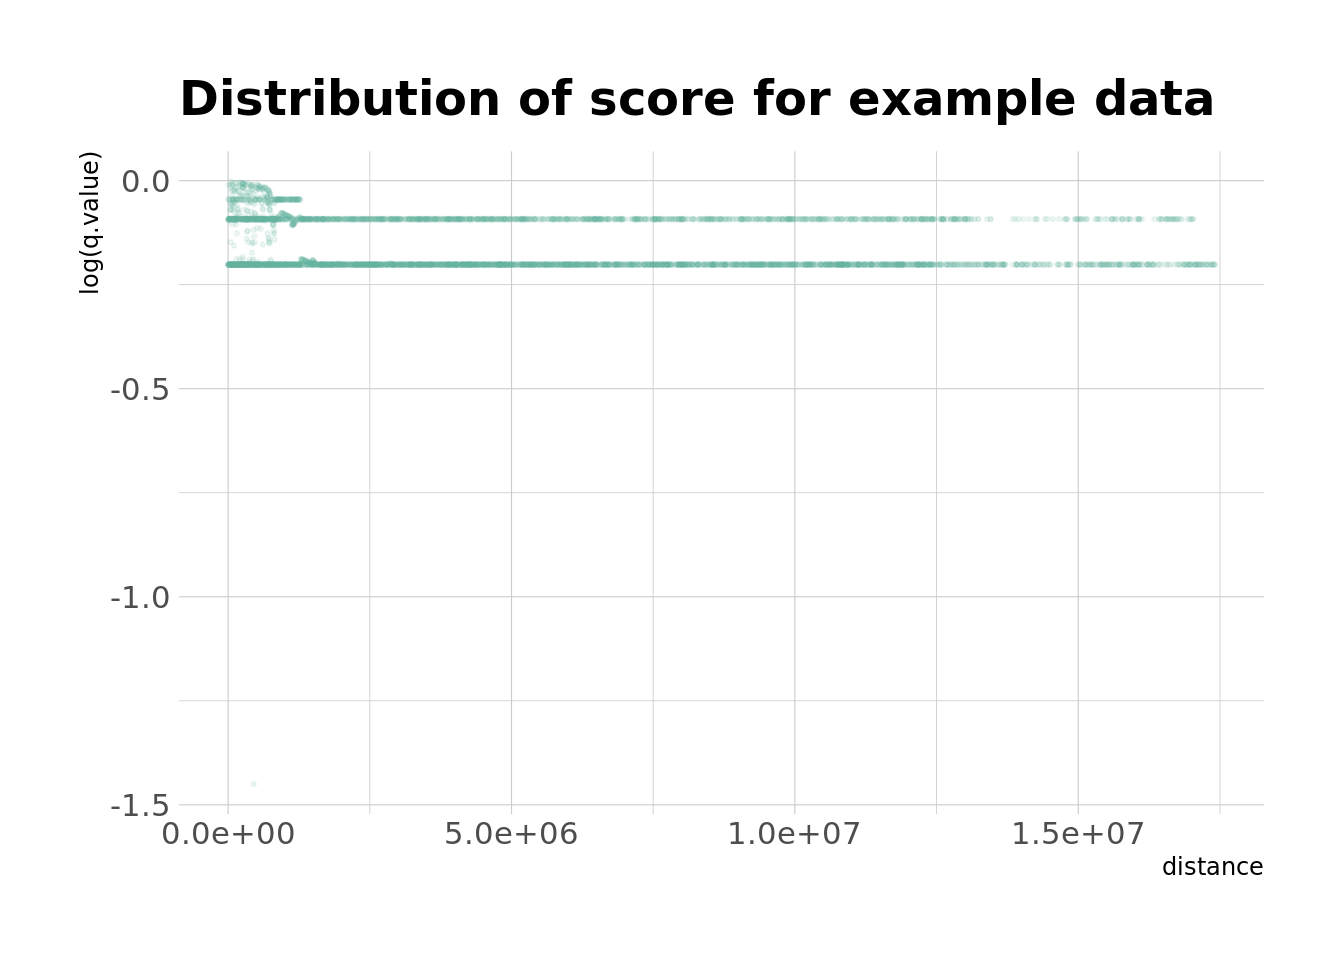 Distribution of score for example data
log(q.value)
0.0
-0.5
-1.0
-1.5
0.0e+00 5.0e+06 1.0e+07 1.5e+07
distance